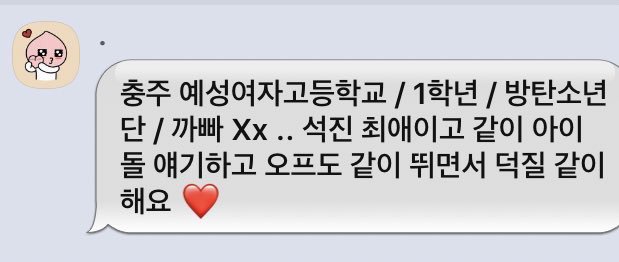 충주 예성여자고등학교 / 1학년 / 방탄소년
단 / 까빠 Xx .. 석진 최애이고 같이 아이
돌 얘기하고 오프도 같이 뛰면서 덕질 같이
해요 ❤️